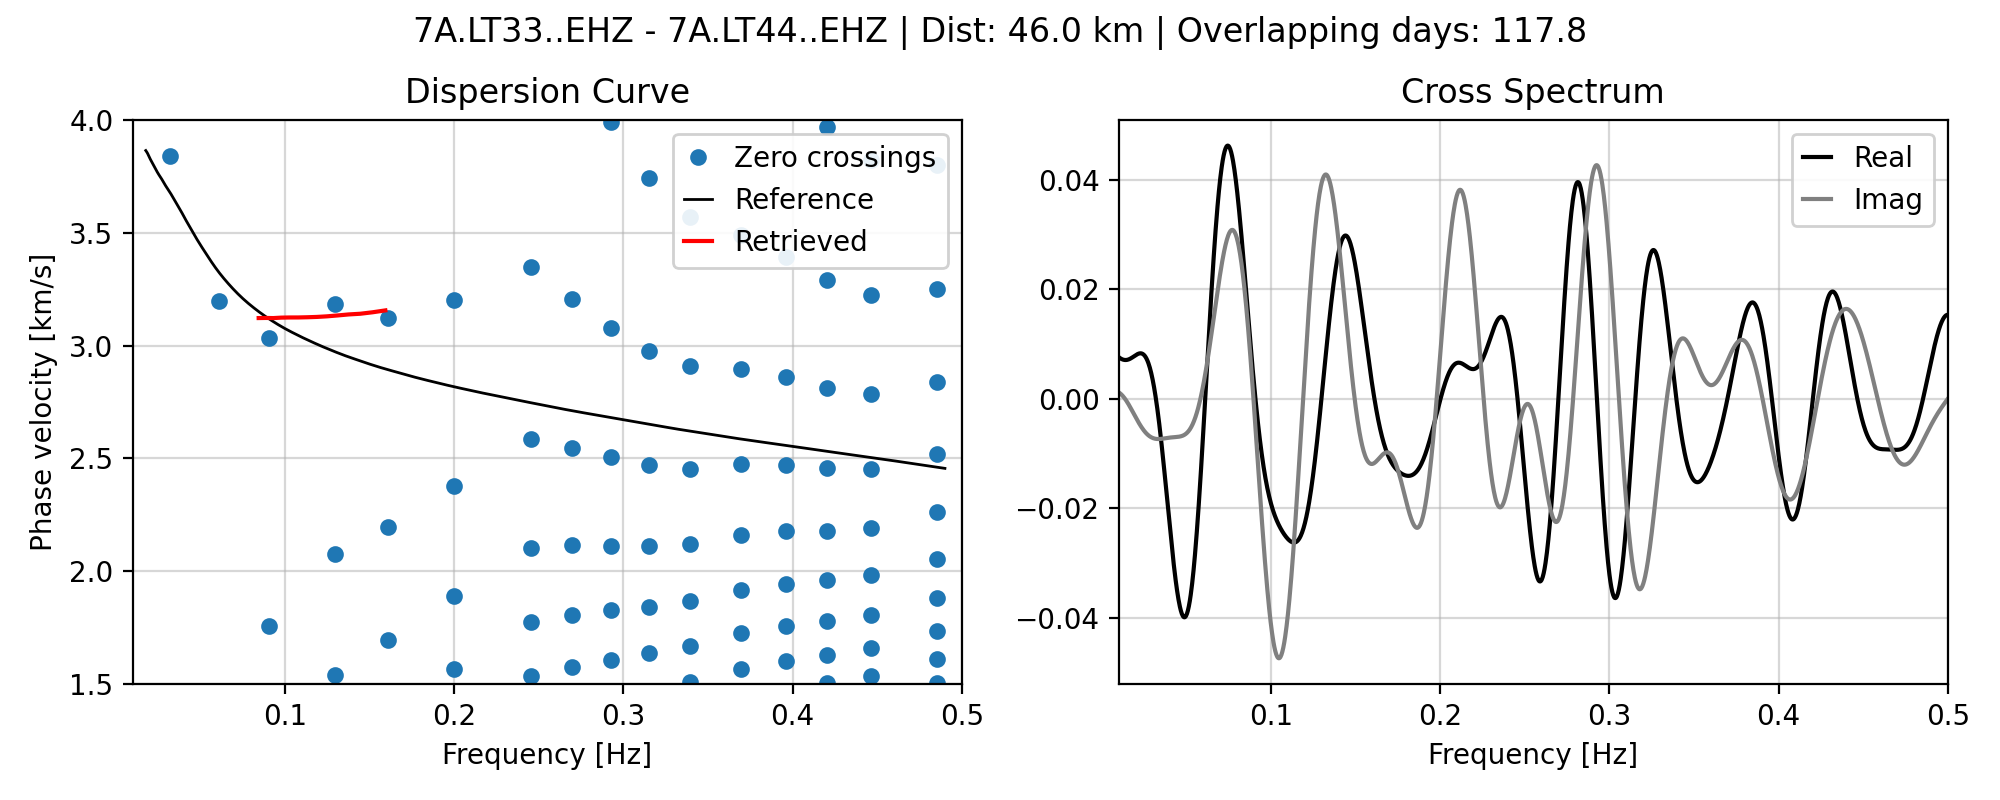 7A.LT33..EHZ - 7A.LT44..EHZ | Dist: 46.0 km | Overlapping days: 117.8
Dispersion Curve
Zero crossings
Reference
Retrieved
4.0
3.5
3.0
2.5
2.0
1.5
Phase velocity [km/s]
0.1
0.2
0.3
0.4
0.5
Frequency [Hz]
Cross Spectrum
Real
Imag
0.04
0.02
0.00
−0.02
−0.04
0.1
0.2
0.3
0.4
0.5
Frequency [Hz]